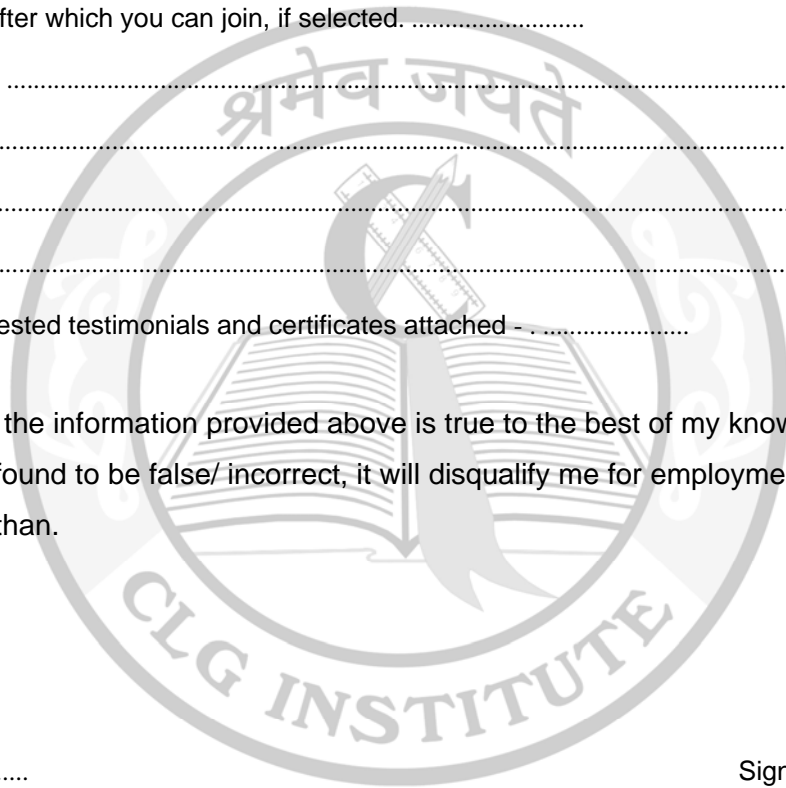 fter which you can join, if selected. ........................
................................................................................
................................................................................
................................................................................
................................................................................
ested testimonials and certificates attached - . .....................
the information provided above is true to the best of my know
found to be false/ incorrect, it will disqualify me for employme
than.
..... Sign
श्रमेव जयते
CLG INSTITUTE